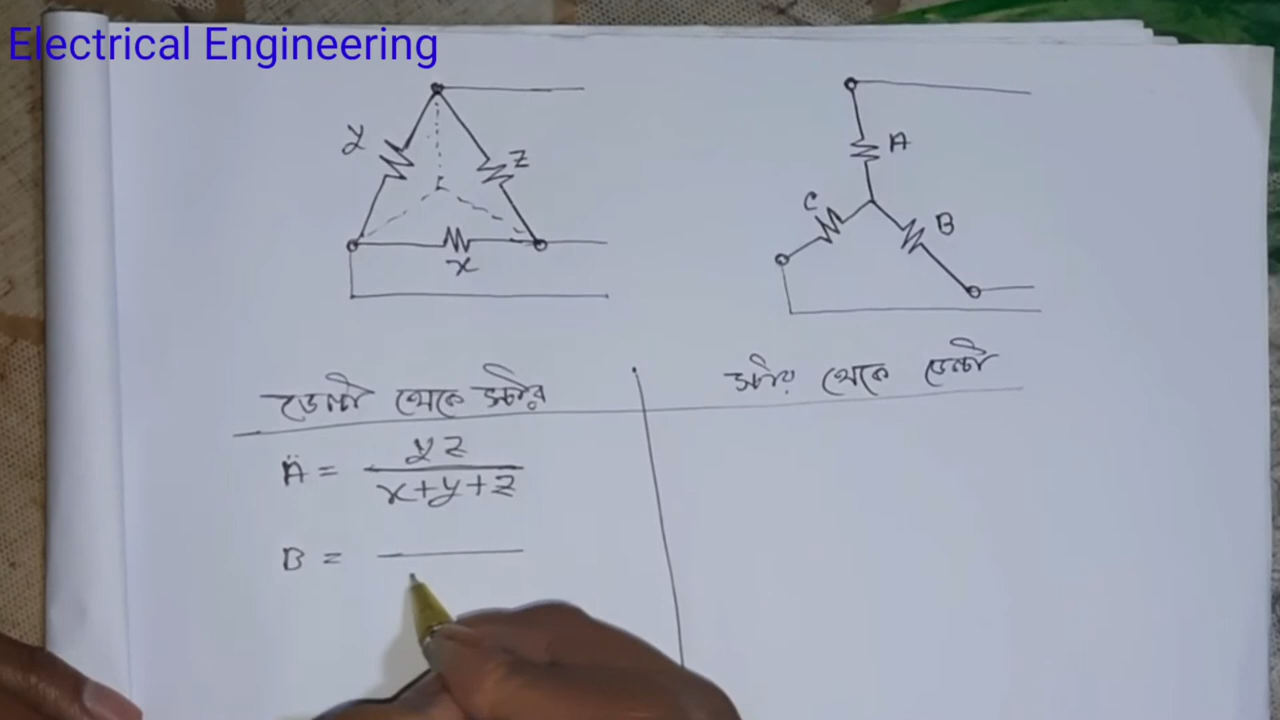 Electrical Engineering
y
z
x
A
C
B
ডেল্টা থেকে স্টার
স্টার থেকে ডেল্টা
A = yz / x+y+z
B =